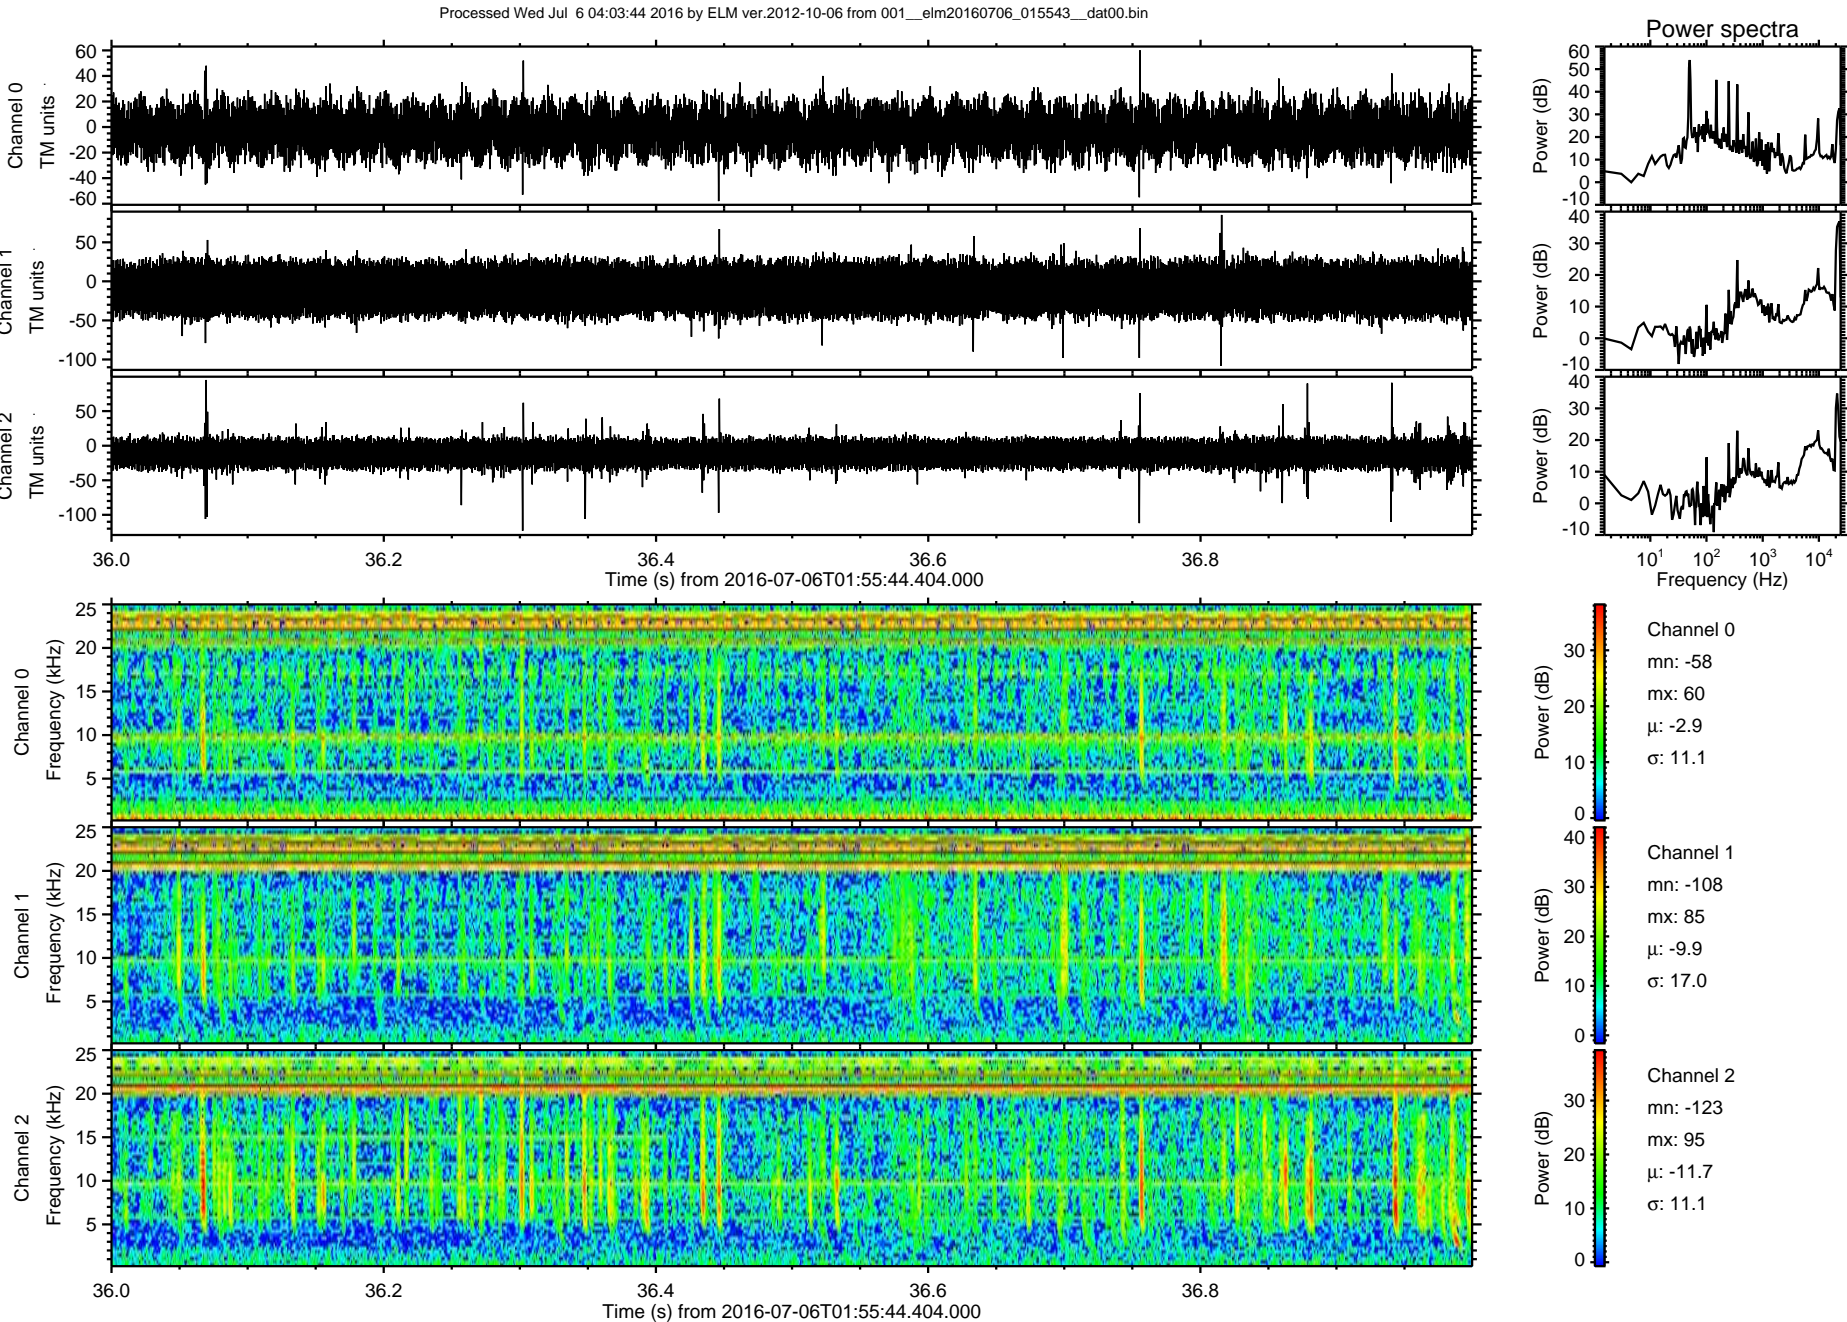 Processed Wed Jul 6 04:03:44 2016 by ELM ver.2012-10-06 from 001__elm20160706_015543__dat00.bin
Power spectra
Channel 0
TM units
60
40
20
0
-20
-40
-60
Power (dB)
60
50
40
30
20
10
0
-10
Channel 1
TM units
50
0
-50
-100
Power (dB)
40
30
20
10
0
-10
Channel 2
TM units
50
0
-50
-100
Power (dB)
40
30
20
10
0
-10
36.0 36.2 36.4 36.6 36.8
Time (s) from 2016-07-06T01:55:44.404.000
10^1 10^2 10^3 10^4
Frequency (Hz)
Channel 0
Frequency (kHz)
25
20
15
10
5
Power (dB)
30
20
10
0
Channel 0
mn: -58
mx: 60
μ: -2.9
σ: 11.1
Channel 1
Frequency (kHz)
25
20
15
10
5
Power (dB)
40
30
20
10
0
Channel 1
mn: -108
mx: 85
μ: -9.9
σ: 17.0
Channel 2
Frequency (kHz)
25
20
15
10
5
Power (dB)
30
20
10
0
Channel 2
mn: -123
mx: 95
μ: -11.7
σ: 11.1
36.0 36.2 36.4 36.6 36.8
Time (s) from 2016-07-06T01:55:44.404.000